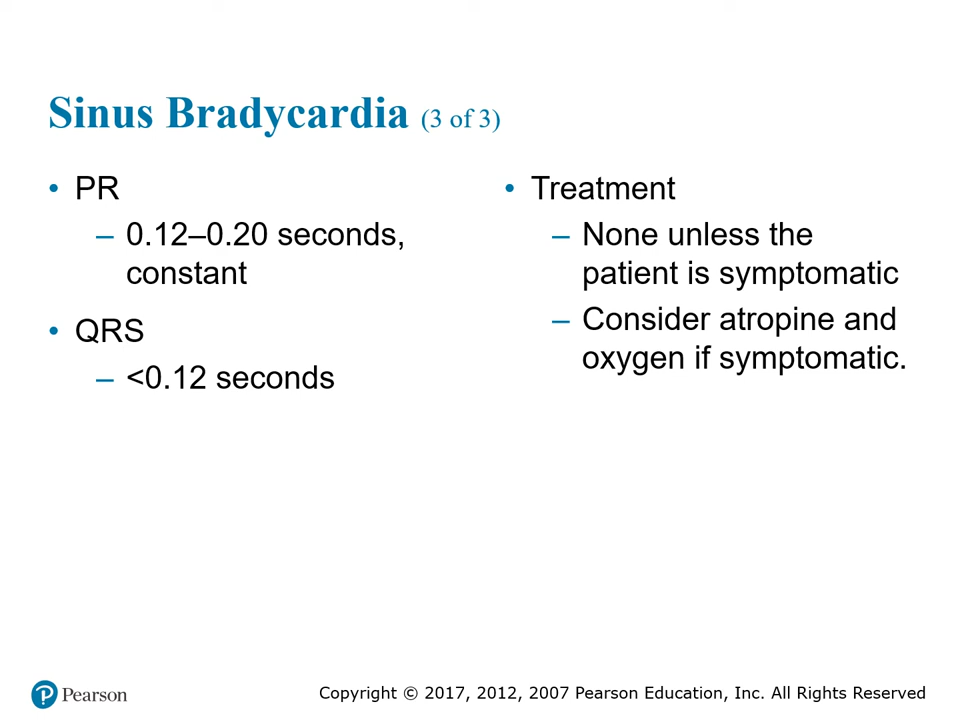 Sinus Bradycardia (3 of 3)
• PR
– 0.12–0.20 seconds,
constant
• QRS
– <0.12 seconds
• Treatment
– None unless the
patient is symptomatic
– Consider atropine and
oxygen if symptomatic.
P Pearson
Copyright © 2017, 2012, 2007 Pearson Education, Inc. All Rights Reserved